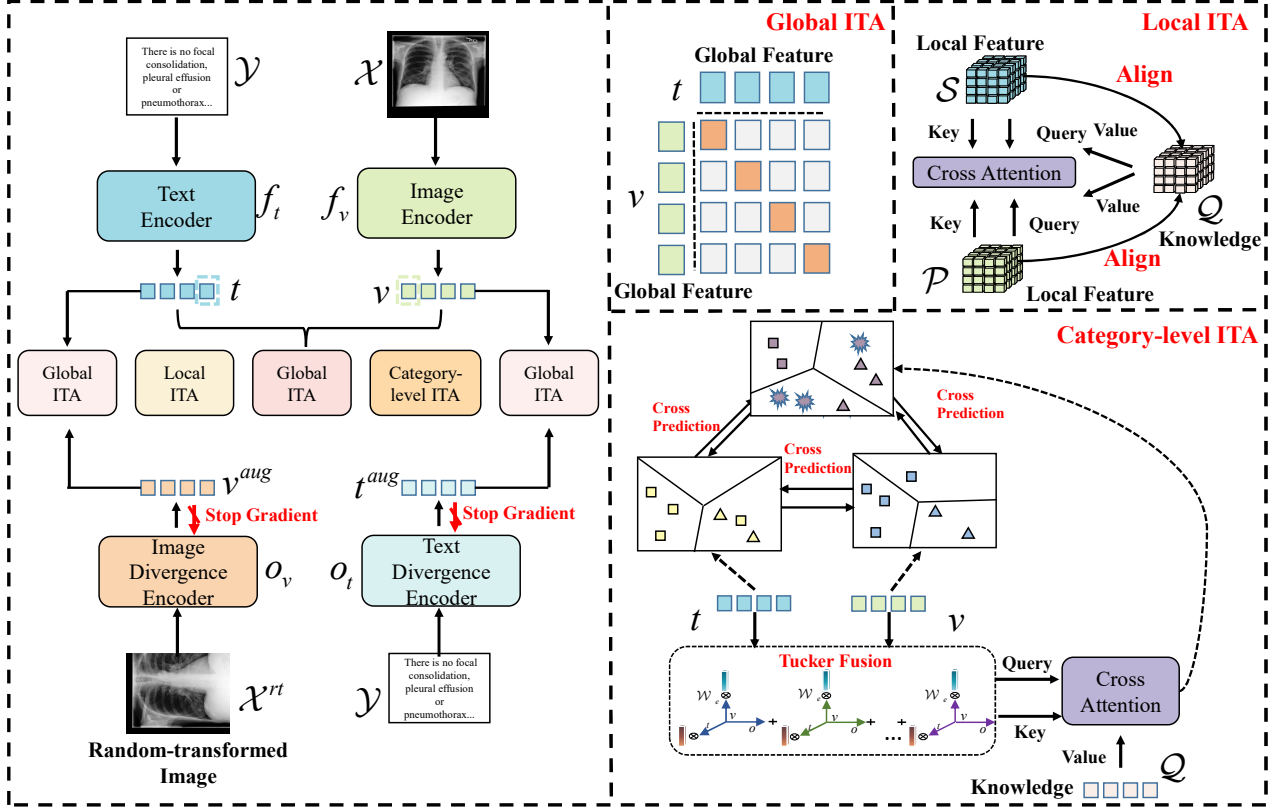 There is no focal
consolidation,
pleural effusion
or
pneumothorax...
𝒴
𝒳
Text
Encoder
f_t
f_v
Image
Encoder
t
v
Global
ITA
Local
ITA
Global
ITA
Category-
level ITA
Global
ITA
v^aug
t^aug
Stop Gradient
Stop Gradient
Image
Divergence
Encoder
o_v
o_t
Text
Divergence
Encoder
𝒳^rt
𝒴
There is no focal
consolidation,
pleural effusion
or
pneumothorax...
Random-transformed
Image
Global ITA
Global Feature
t
v
Global Feature
Local ITA
Local Feature
𝒮
Align
Key
Query
Value
Cross Attention
Value
Key
Query
𝒬
Knowledge
Align
𝒫
Local Feature
Category-level ITA
Cross
Prediction
Cross
Prediction
Cross
Prediction
t
v
Tucker Fusion
𝒲_e
t
v
o
+
𝒲_e
t
v
o
+
+
...
𝒲_e
t
v
o
Query
Key
Cross
Attention
Value
Knowledge
𝒬